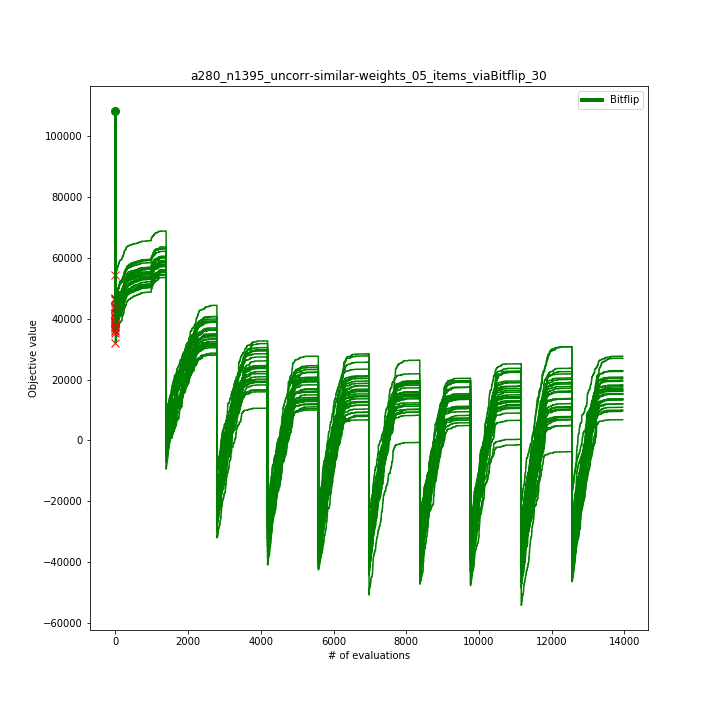 a280_n1395_uncorr-similar-weights_05_items_viaBitflip_30
Bitflip
100000
80000
60000
40000
20000
0
−20000
−40000
−60000
Objective value
0 2000 4000 6000 8000 10000 12000 14000
# of evaluations